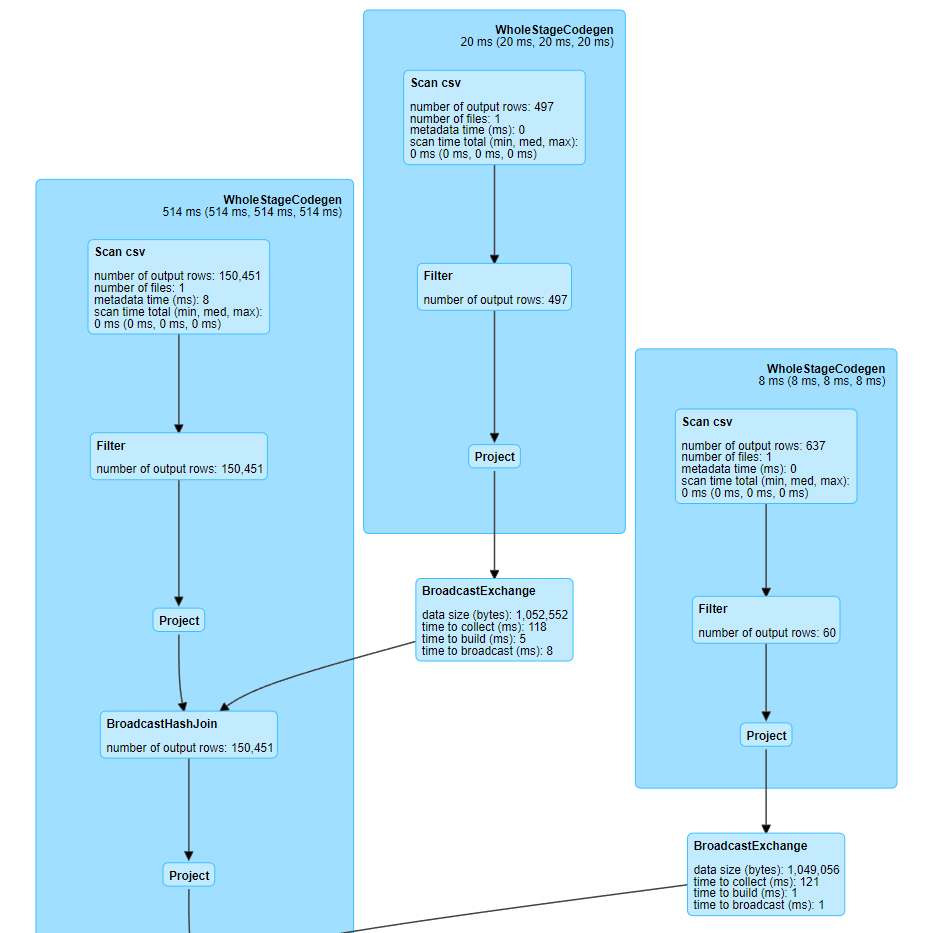 WholeStageCodegen
20 ms (20 ms, 20 ms, 20 ms)
Scan csv
number of output rows: 497
number of files: 1
metadata time (ms): 0
scan time total (min, med, max):
0 ms (0 ms, 0 ms, 0 ms)
Filter
number of output rows: 497
Project
WholeStageCodegen
514 ms (514 ms, 514 ms, 514 ms)
Scan csv
number of output rows: 150,451
number of files: 1
metadata time (ms): 8
scan time total (min, med, max):
0 ms (0 ms, 0 ms, 0 ms)
Filter
number of output rows: 150,451
Project
BroadcastExchange
data size (bytes): 1,052,552
time to collect (ms): 118
time to build (ms): 5
time to broadcast (ms): 8
BroadcastHashJoin
number of output rows: 150,451
Project
WholeStageCodegen
8 ms (8 ms, 8 ms, 8 ms)
Scan csv
number of output rows: 637
number of files: 1
metadata time (ms): 0
scan time total (min, med, max):
0 ms (0 ms, 0 ms, 0 ms)
Filter
number of output rows: 60
Project
BroadcastExchange
data size (bytes): 1,049,056
time to collect (ms): 121
time to build (ms): 1
time to broadcast (ms): 1